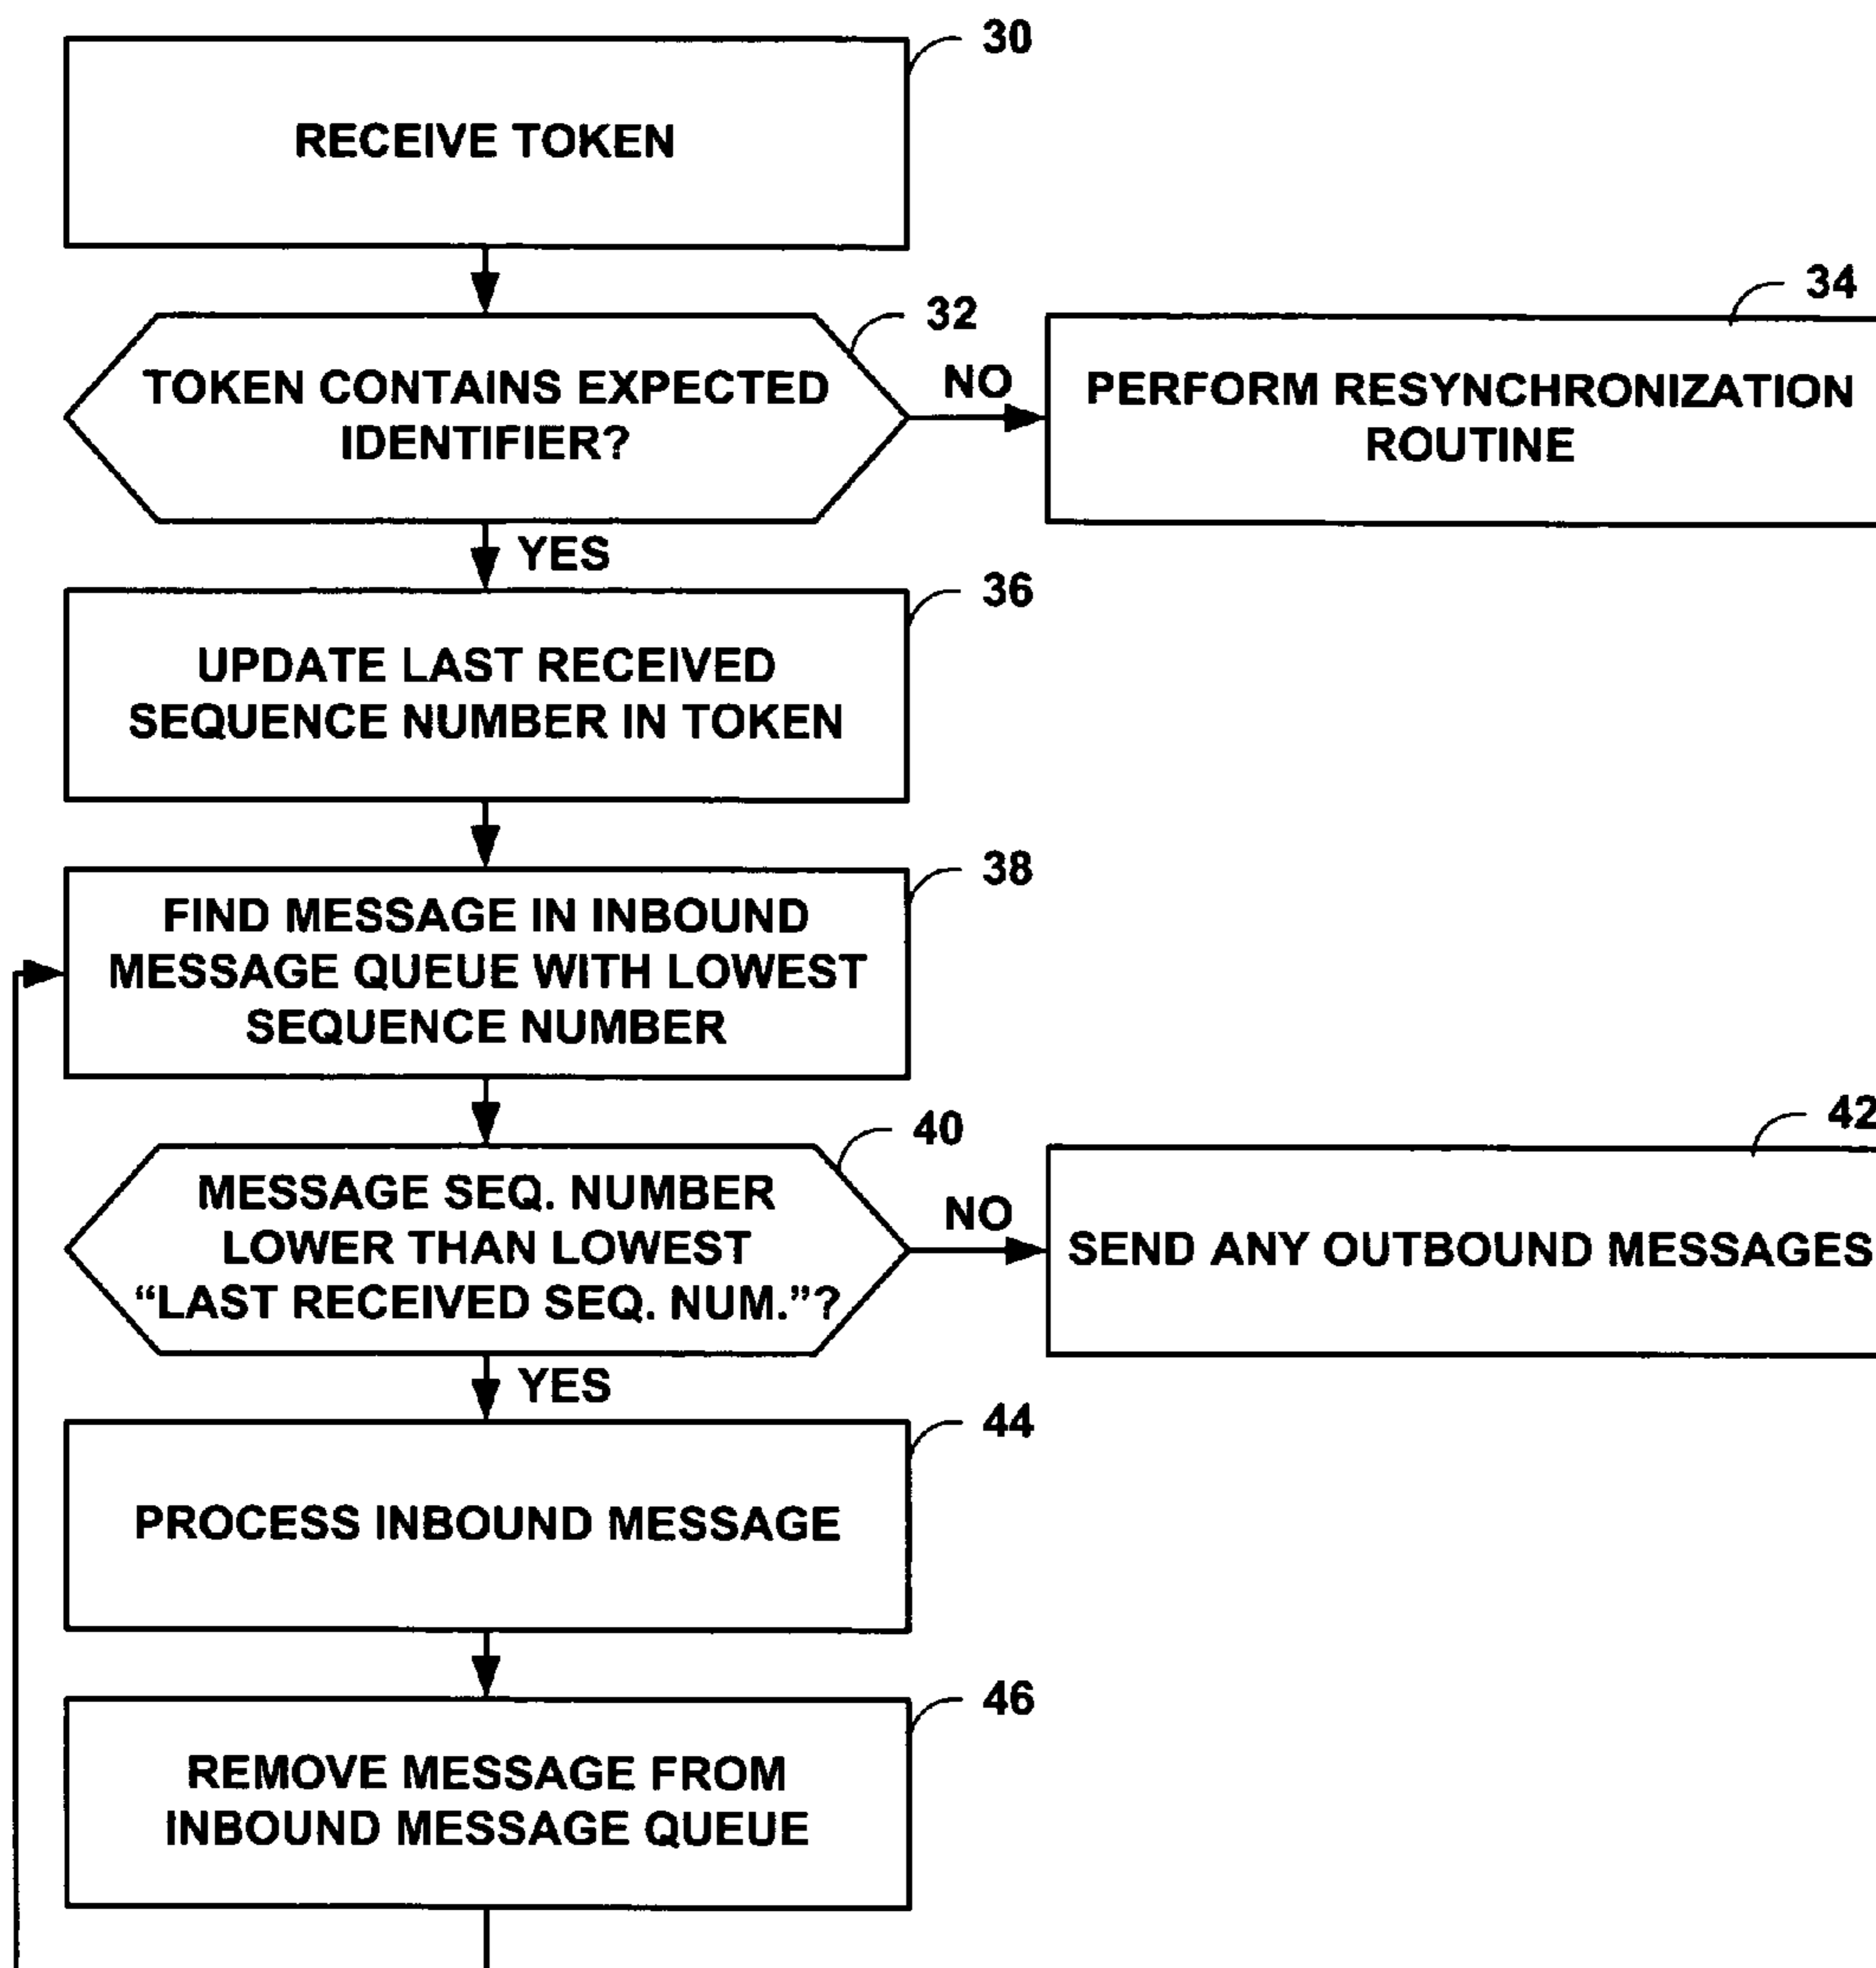 30
RECEIVE TOKEN
32
TOKEN CONTAINS EXPECTED
IDENTIFIER?
NO
34
PERFORM RESYNCHRONIZATION
ROUTINE
YES
36
UPDATE LAST RECEIVED
SEQUENCE NUMBER IN TOKEN
38
FIND MESSAGE IN INBOUND
MESSAGE QUEUE WITH LOWEST
SEQUENCE NUMBER
40
MESSAGE SEQ. NUMBER
LOWER THAN LOWEST
“LAST RECEIVED SEQ. NUM.”?
NO
42
SEND ANY OUTBOUND MESSAGES
YES
44
PROCESS INBOUND MESSAGE
46
REMOVE MESSAGE FROM
INBOUND MESSAGE QUEUE